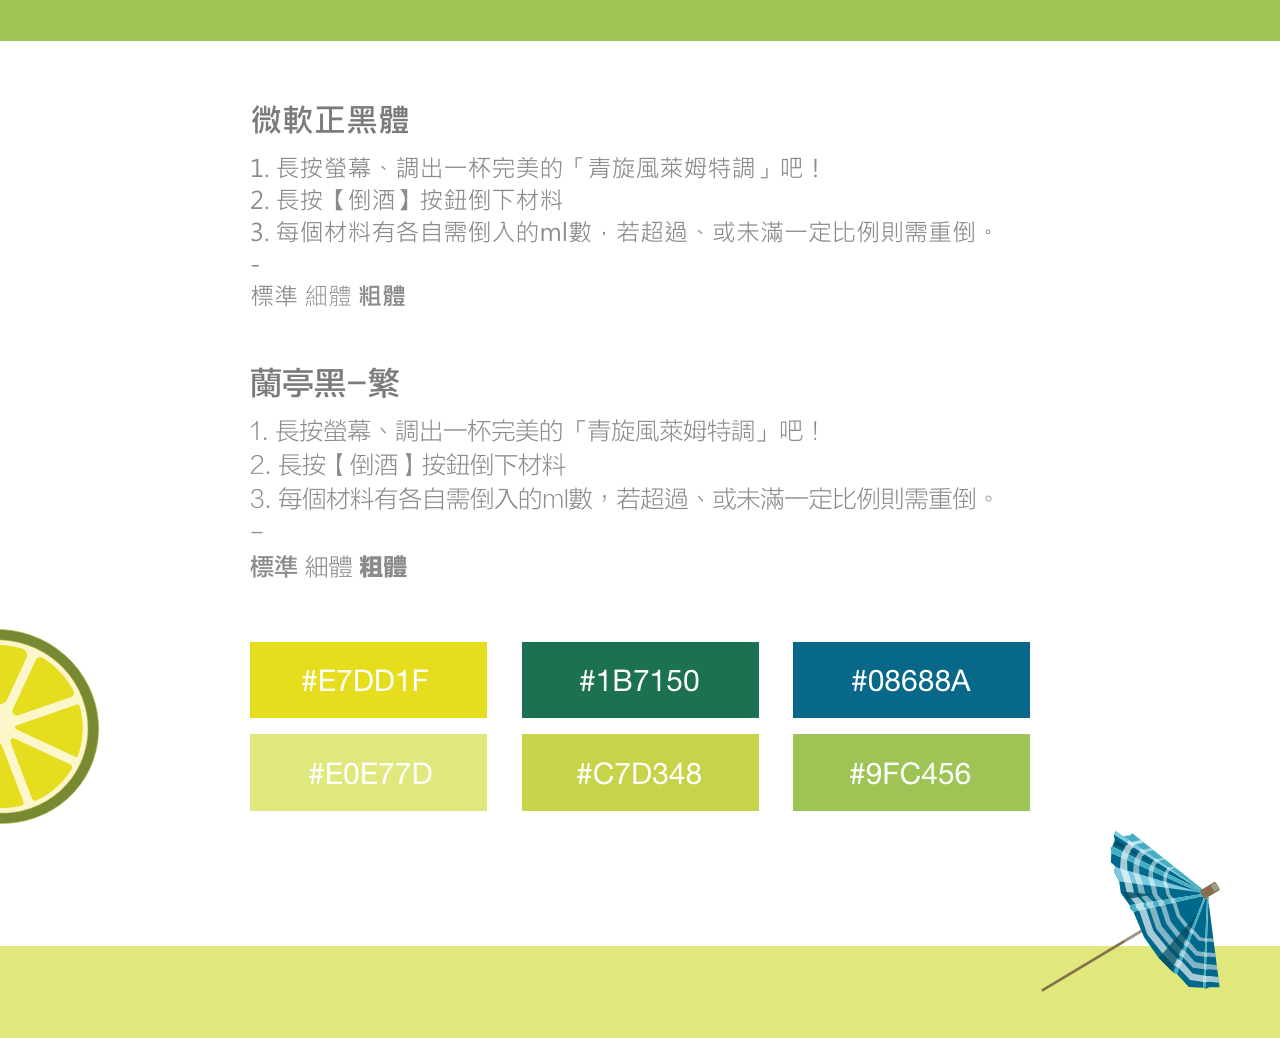 微軟正黑體
1. 長按螢幕、調出一杯完美的「青旋風萊姆特調」吧！
2. 長按【倒酒】按鈕倒下材料
3. 每個材料有各自需倒入的ml數，若超過、或未滿一定比例則需重倒。
-
標準 細體 粗體
蘭亭黑–繁
1. 長按螢幕、調出一杯完美的「青旋風萊姆特調」吧！
2. 長按【倒酒】按鈕倒下材料
3. 每個材料有各自需倒入的ml數，若超過、或未滿一定比例則需重倒。
–
標準 細體 粗體
#E7DD1F #1B7150 #08688A
#E0E77D #C7D348 #9FC456